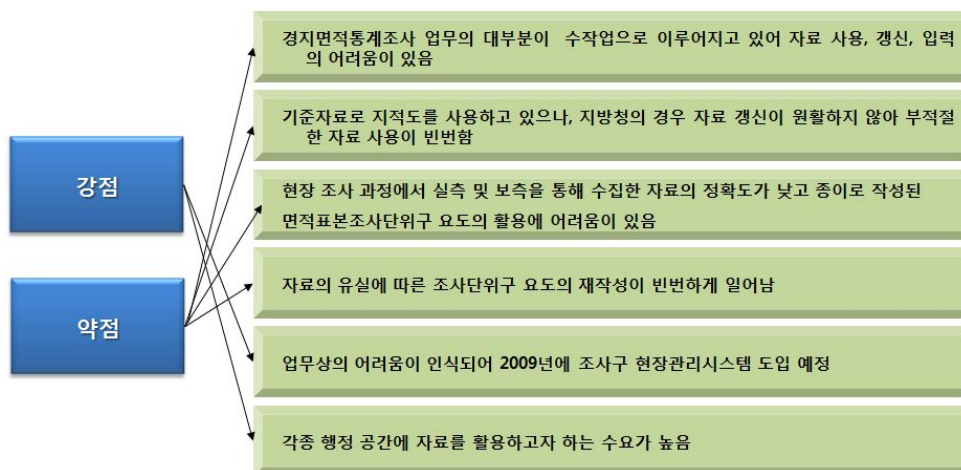 경지면적통계조사 업무의 대부분이 수작업으로 이루어지고 있어 자료 사용, 갱신, 입력
의 어려움이 있음
기준자료로 지적도를 사용하고 있으나, 지방청의 경우 자료 갱신이 원활하지 않아 부적절
한 자료 사용이 빈번함
강점
현장 조사 과정에서 실측 및 보측을 통해 수집한 자료의 정확도가 낮고 종이로 작성된
면적표본조사단위구 요도의 활용에 어려움이 있음
자료의 유실에 따른 조사단위구 요도의 재작성이 빈번하게 일어남
약점
업무상의 어려움이 인식되어 2009년에 조사구 현장관리시스템 도입 예정
각종 행정 공간에 자료를 활용하고자 하는 수요가 높음